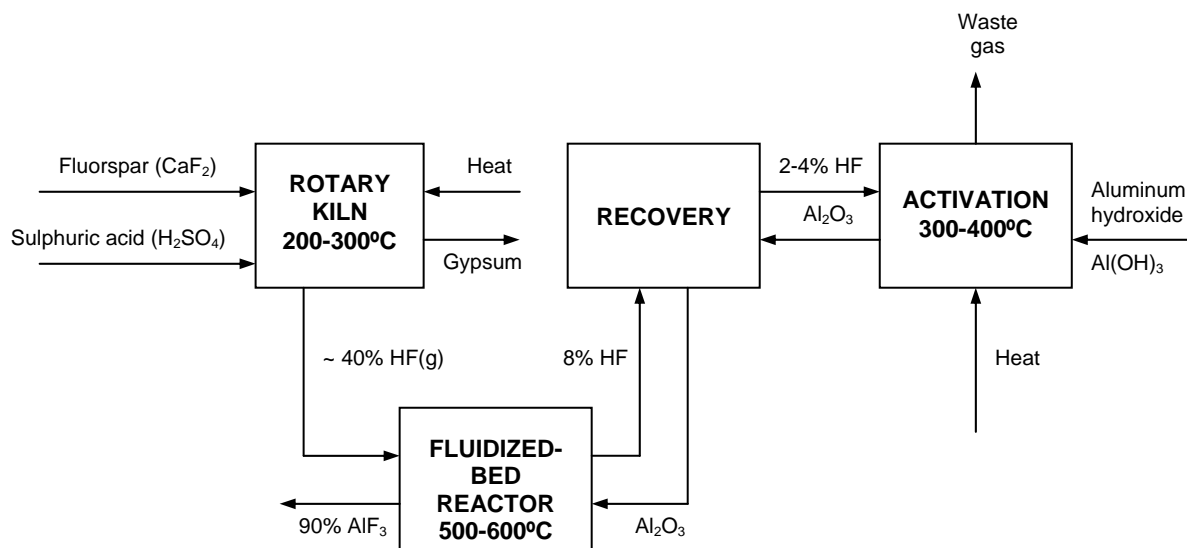 Waste
gas
Fluorspar (CaF₂)
Sulphuric acid (H₂SO₄)
ROTARY
KILN
200-300ºC
Heat
Gypsum
RECOVERY
2-4% HF
Al₂O₃
ACTIVATION
300-400ºC
Aluminum
hydroxide
Al(OH)₃
~ 40% HF(g)
8% HF
Heat
FLUIDIZED-
BED
REACTOR
500-600ºC
90% AlF₃
Al₂O₃